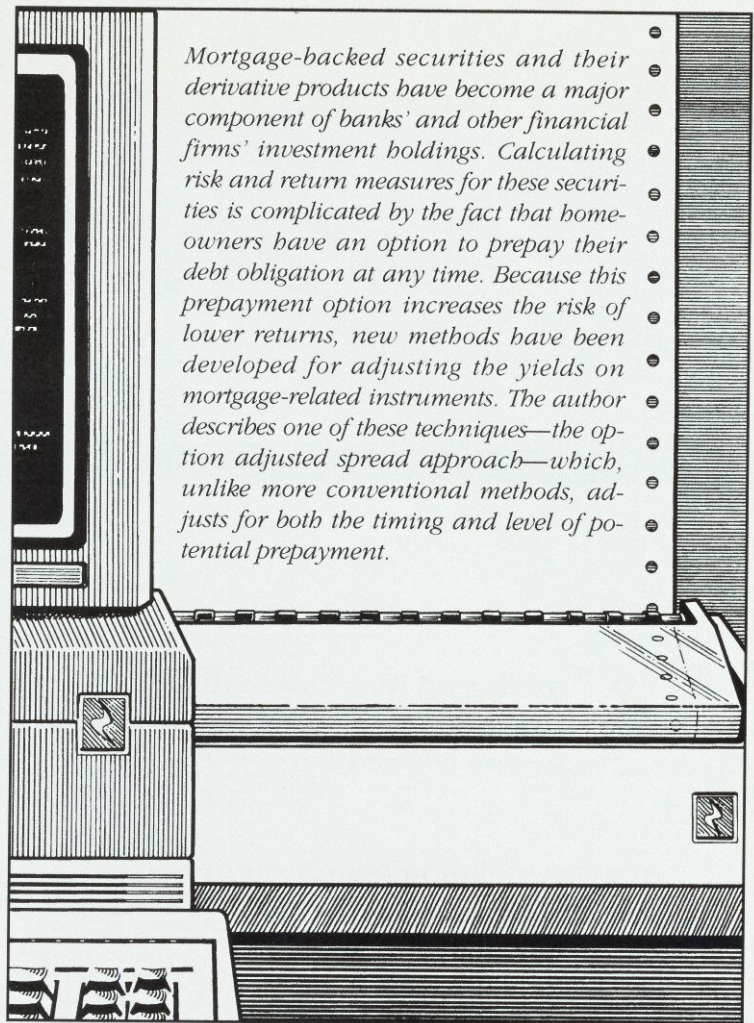 Mortgage-backed securities and their
derivative products have become a major
component of banks' and other financial
firms' investment holdings. Calculating
risk and return measures for these securi-
ties is complicated by the fact that home-
owners have an option to prepay their
debt obligation at any time. Because this
prepayment option increases the risk of
lower returns, new methods have been
developed for adjusting the yields on
mortgage-related instruments. The author
describes one of these techniques—the op-
tion adjusted spread approach—which,
unlike more conventional methods, ad-
justs for both the timing and level of po-
tential prepayment.